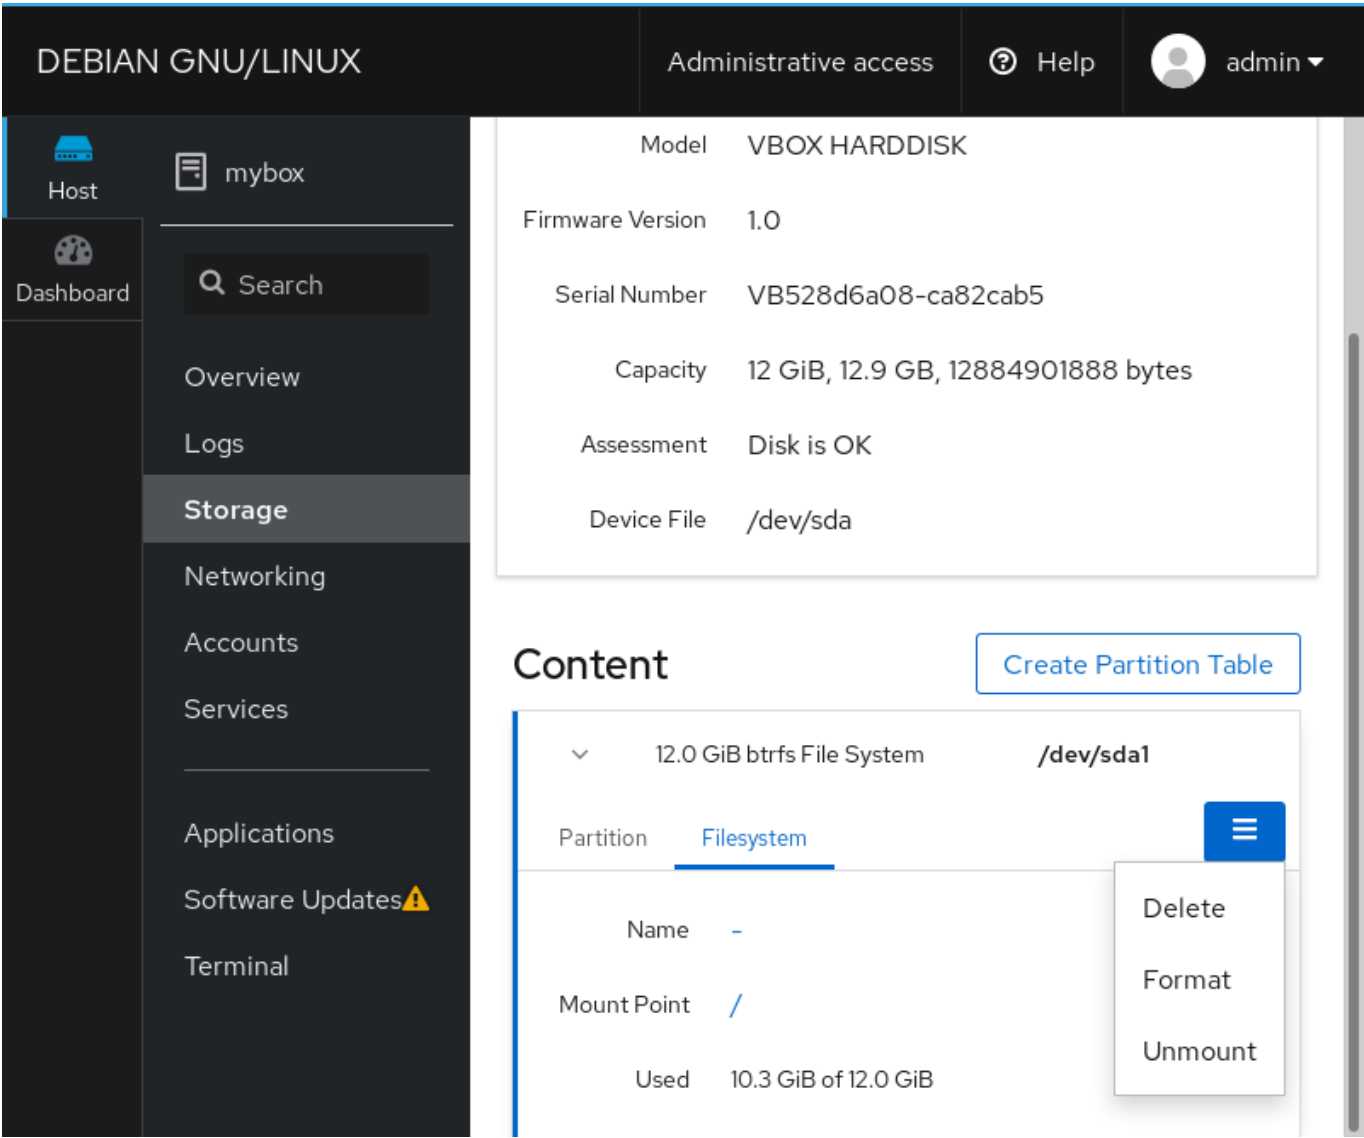 DEBIAN GNU/LINUX
Administrative access
Help
admin
Host
Dashboard
mybox
Search
Overview
Logs
Storage
Networking
Accounts
Services
Applications
Software Updates
Terminal
Model VBOX HARDDISK
Firmware Version 1.0
Serial Number VB528d6a08-ca82cab5
Capacity 12 GiB, 12.9 GB, 12884901888 bytes
Assessment Disk is OK
Device File /dev/sda
Content
Create Partition Table
12.0 GiB btrfs File System /dev/sda1
Partition Filesystem
Delete
Format
Unmount
Name -
Mount Point /
Used 10.3 GiB of 12.0 GiB